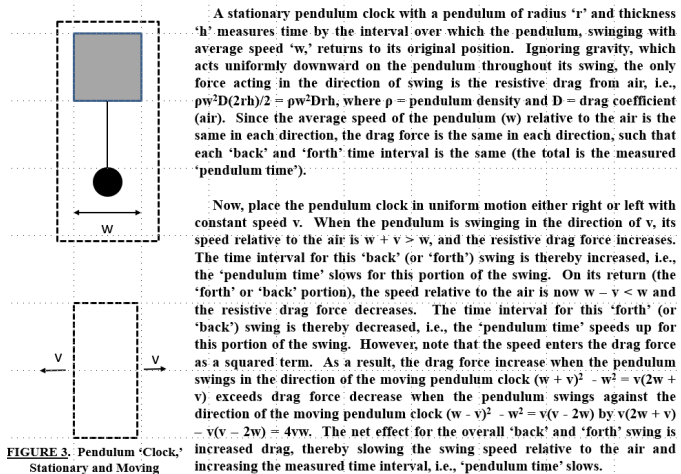 A stationary pendulum clock with a pendulum of radius ‘r’ and thickness
‘h’ measures time by the interval over which the pendulum, swinging with
average speed ‘w,’ returns to its original position. Ignoring gravity, which
acts uniformly downward on the pendulum throughout its swing, the only
force acting in the direction of swing is the resistive drag from air, i.e.,
ρw²D(2rh)/2 = ρw²Drh, where ρ = pendulum density and D = drag coefficient
(air). Since the average speed of the pendulum (w) relative to the air is the
same in each direction, the drag force is the same in each direction, such that
each ‘back’ and ‘forth’ time interval is the same (the total is the measured
‘pendulum time’).
w
Now, place the pendulum clock in uniform motion either right or left with
constant speed v. When the pendulum is swinging in the direction of v, its
speed relative to the air is w + v > w, and the resistive drag force increases.
The time interval for this ‘back’ (or ‘forth’) swing is thereby increased, i.e.,
the ‘pendulum time’ slows for this portion of the swing. On its return (the
‘forth’ or ‘back’ portion), the speed relative to the air is now w – v < w and
the resistive drag force decreases. The time interval for this ‘forth’ (or
‘back’) swing is thereby decreased, i.e., the ‘pendulum time’ speeds up for
this portion of the swing. However, note that the speed enters the drag force
as a squared term. As a result, the drag force increase when the pendulum
swings in the direction of the moving pendulum clock (w + v)² - w² = v(2w +
v) exceeds drag force decrease when the pendulum swings against the
direction of the moving pendulum clock (w - v)² - w² = v(v - 2w) by v(2w + v)
– v(v – 2w) = 4vw. The net effect for the overall ‘back’ and ‘forth’ swing is
increased drag, thereby slowing the swing speed relative to the air and
increasing the measured time interval, i.e., ‘pendulum time’ slows.
v
v
FIGURE 3. Pendulum ‘Clock,’
Stationary and Moving